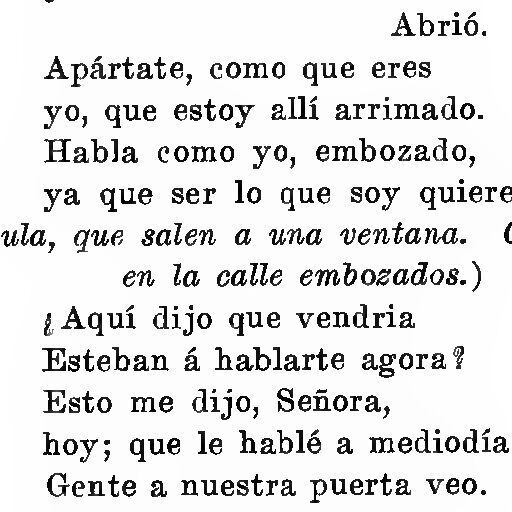 Abrió.
Apártate, como que eres
yo, que estoy allí arrimado.
Habla como yo, embozado,
ya que ser lo que soy quiere
ula, que salen a una ventana.
en la calle embozados.)
¿Aquí dijo que vendria
Esteban á hablarte agora?
Esto me dijo, Señora,
hoy; que le hablé a mediodía
Gente a nuestra puerta veo.